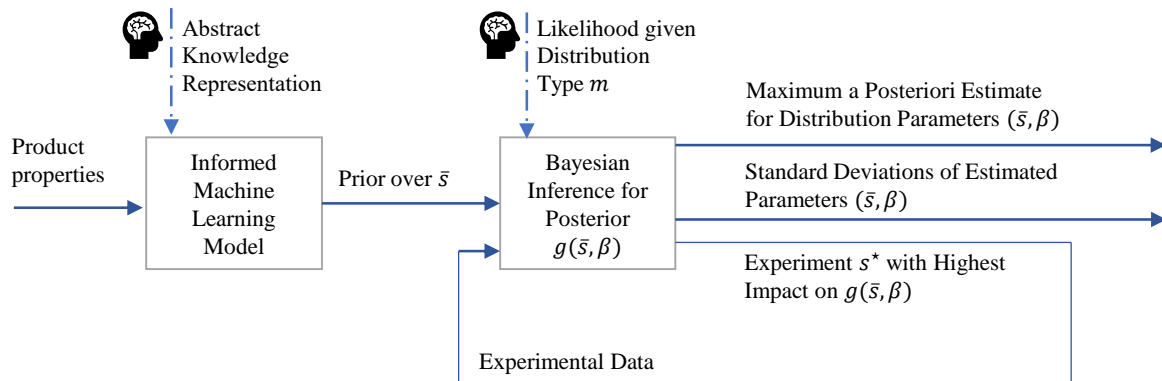 Abstract
Knowledge
Representation
Likelihood given
Distribution
Type m
Product
properties
Informed
Machine
Learning
Model
Prior over s̄
Bayesian
Inference for
Posterior
g(s̄, β)
Maximum a Posteriori Estimate
for Distribution Parameters (s̄, β)
Standard Deviations of Estimated
Parameters (s̄, β)
Experiment s⋆ with Highest
Impact on g(s̄, β)
Experimental Data